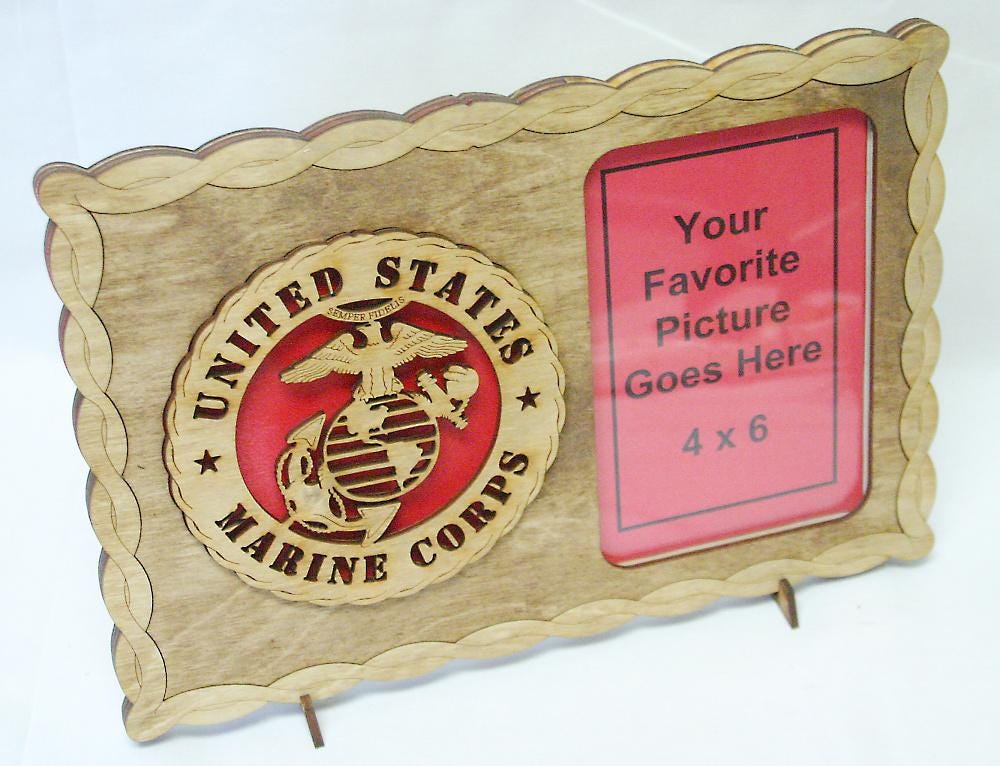 UNITED STATES
SEMPER FIDELIS
MARINE CORPS
Your
Favorite
Picture
Goes Here
4 x 6